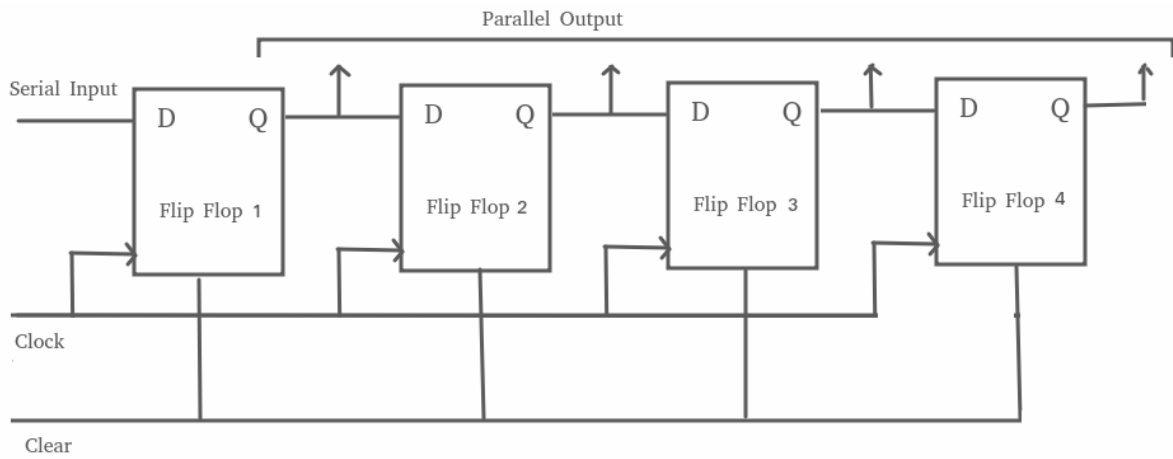 Parallel Output
Serial Input
D Q
D Q
D Q
D Q
Flip Flop 1
Flip Flop 2
Flip Flop 3
Flip Flop 4
Clock
Clear